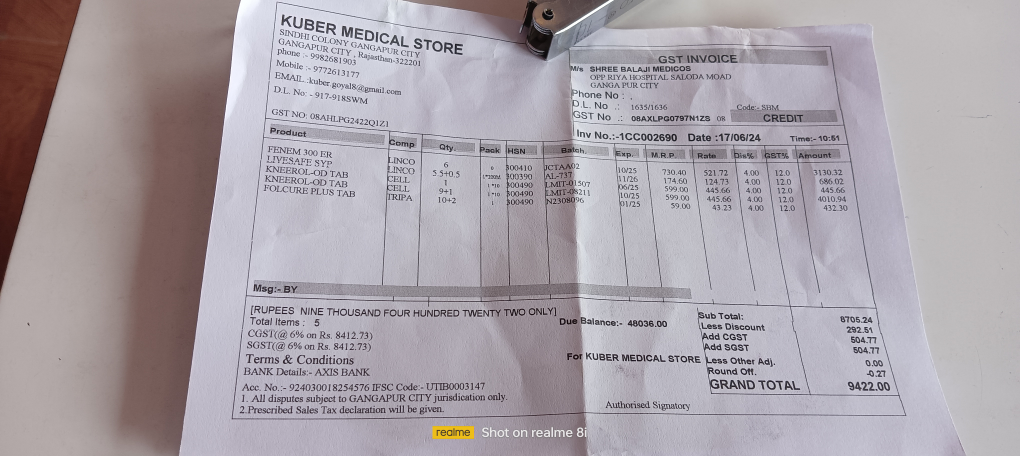 KUBER MEDICAL STORE
SINDHI COLONY GANGAPUR CITY
GANGAPUR CITY , Rajasthan-322201
phone :- 9982681903
Mobile :- 9772613177
EMAIL :kuber.goyal8@gmail.com
D.L. No: - 917-918SWM
GST NO: 08AHLPG2422Q1Z1
GST INVOICE
M/s SHREE BALAJI MEDICOS
OPP RIYA HOSPITAL SALODA MOAD
GANGA PUR CITY
Phone No : ,
D.L. No .: 1635/1636 Code:- SBM
GST No .: 08AXLPG0797N1ZS 08 CREDIT
Inv No.:-1CC002690 Date :17/06/24 Time:- 10:51
Product Comp Qty. Pack HSN Batch. Exp. M.R.P Rate Dis% GST% Amount
FENEM 300 ER LINCO 6 300410 JCTAA02 10/25 730.40 521.72 4.00 12.0 3130.32
LIVESAFE SYP LINCO 5.5+0.5 300390 AL-737 11/26 174.60 124.73 4.00 12.0 686.02
KNEEROL-OD TAB CELL 1 1*10 300490 LMIT-01507 06/25 599.00 445.66 4.00 12.0 445.66
KNEEROL-OD TAB CELL 9+1 1*10 300490 LMIT-08211 10/25 599.00 445.66 4.00 12.0 4010.94
FOLCURE PLUS TAB TRIPA 10+2 1 300490 N2308096 01/25 59.00 43.23 4.00 12.0 432.30
Msg:- BY
[RUPEES NINE THOUSAND FOUR HUNDRED TWENTY TWO ONLY]
Total Items : 5
Due Balance:- 48036.00
CGST(@ 6% on Rs. 8412.73)
SGST(@ 6% on Rs. 8412.73)
Terms & Conditions
BANK Details:- AXIS BANK
Acc. No.:- 924030018254576 IFSC Code:- UTIB0003147
1. All disputes subject to GANGAPUR CITY jurisdiction only.
2.Prescribed Sales Tax declaration will be given.
For KUBER MEDICAL STORE
Authorised Signatory
Sub Total: 8705.24
Less Discount 292.51
Add CGST 504.77
Add SGST 504.77
Less Other Adj. 0.00
Round Off. -0.27
GRAND TOTAL 9422.00
realme Shot on realme 8i